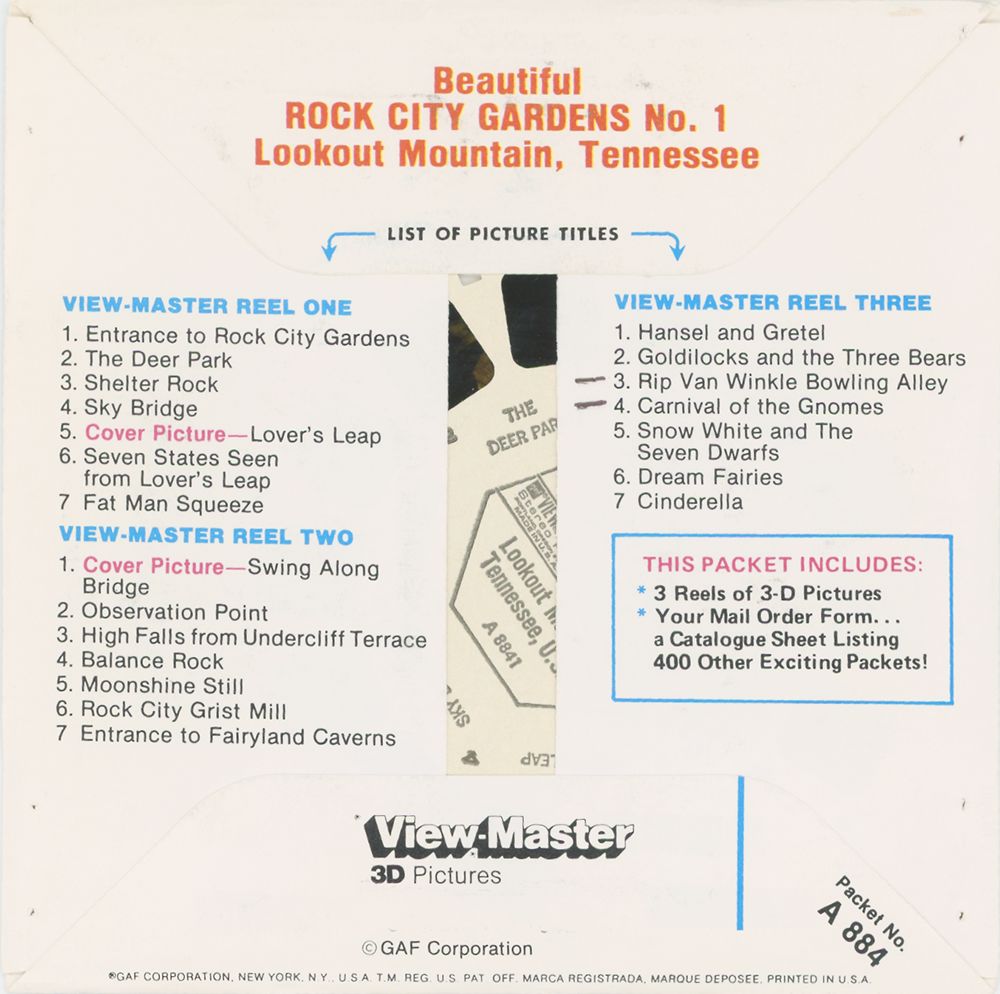 Beautiful
ROCK CITY GARDENS No. 1
Lookout Mountain, Tennessee
LIST OF PICTURE TITLES
VIEW-MASTER REEL ONE
1. Entrance to Rock City Gardens
2. The Deer Park
3. Shelter Rock
4. Sky Bridge
5. Cover Picture—Lover's Leap
6. Seven States Seen
from Lover's Leap
7 Fat Man Squeeze
VIEW-MASTER REEL TWO
1. Cover Picture—Swing Along
Bridge
2. Observation Point
3. High Falls from Undercliff Terrace
4. Balance Rock
5. Moonshine Still
6. Rock City Grist Mill
7 Entrance to Fairyland Caverns
THE
DEER PAR
VIEW
Stereo
MADE IN U.S.A.
Lookout M
Tennessee, U.S
A 8841
SKY
4
LEAP
VIEW-MASTER REEL THREE
1. Hansel and Gretel
2. Goldilocks and the Three Bears
3. Rip Van Winkle Bowling Alley
4. Carnival of the Gnomes
5. Snow White and The
Seven Dwarfs
6. Dream Fairies
7 Cinderella
THIS PACKET INCLUDES:
* 3 Reels of 3-D Pictures
* Your Mail Order Form...
a Catalogue Sheet Listing
400 Other Exciting Packets!
View-Master
3D Pictures
©GAF Corporation
Packet No.
A 884
®GAF CORPORATION, NEW YORK, N.Y., U.S.A. T.M. REG. U.S. PAT. OFF. MARCA REGISTRADA, MARQUE DEPOSEE. PRINTED IN U.S.A.